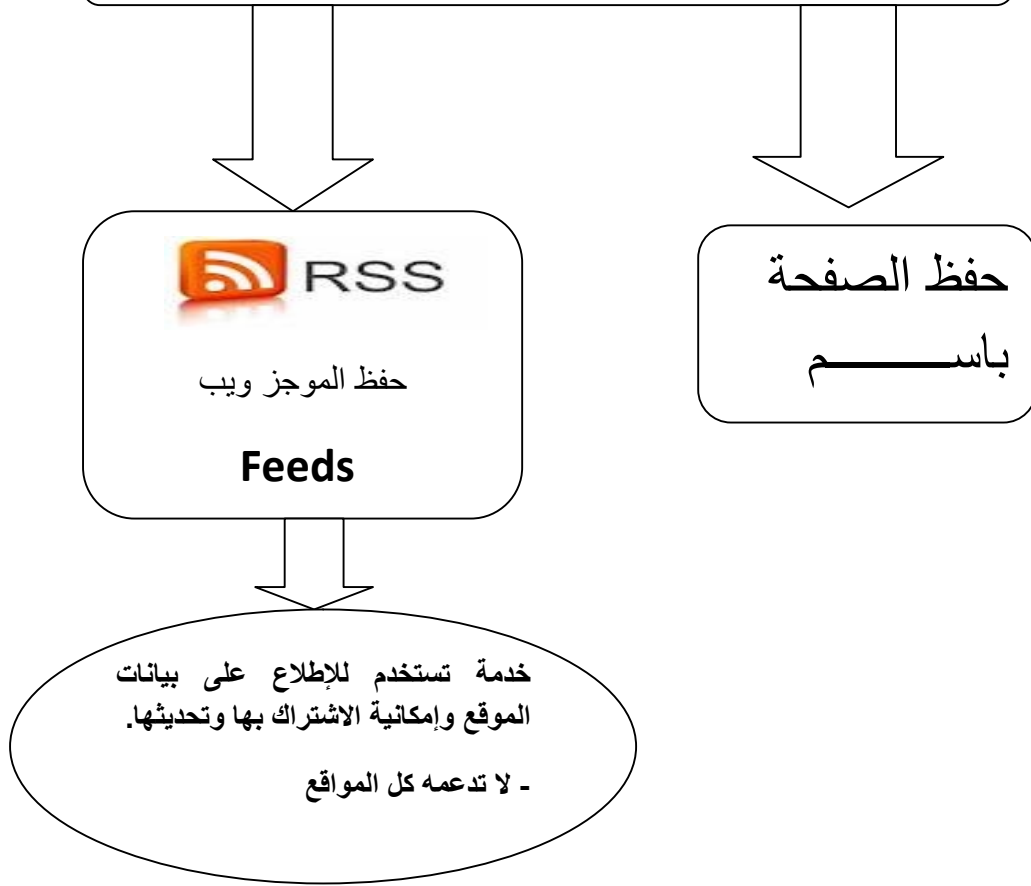 حفظ الصفحة
باســـــــــم
RSS
حفظ الموجز ويب
Feeds
خدمة تستخدم للإطلاع على بيانات
الموقع وإمكانية الاشتراك بها وتحديثها.
- لا تدعمه كل المواقع